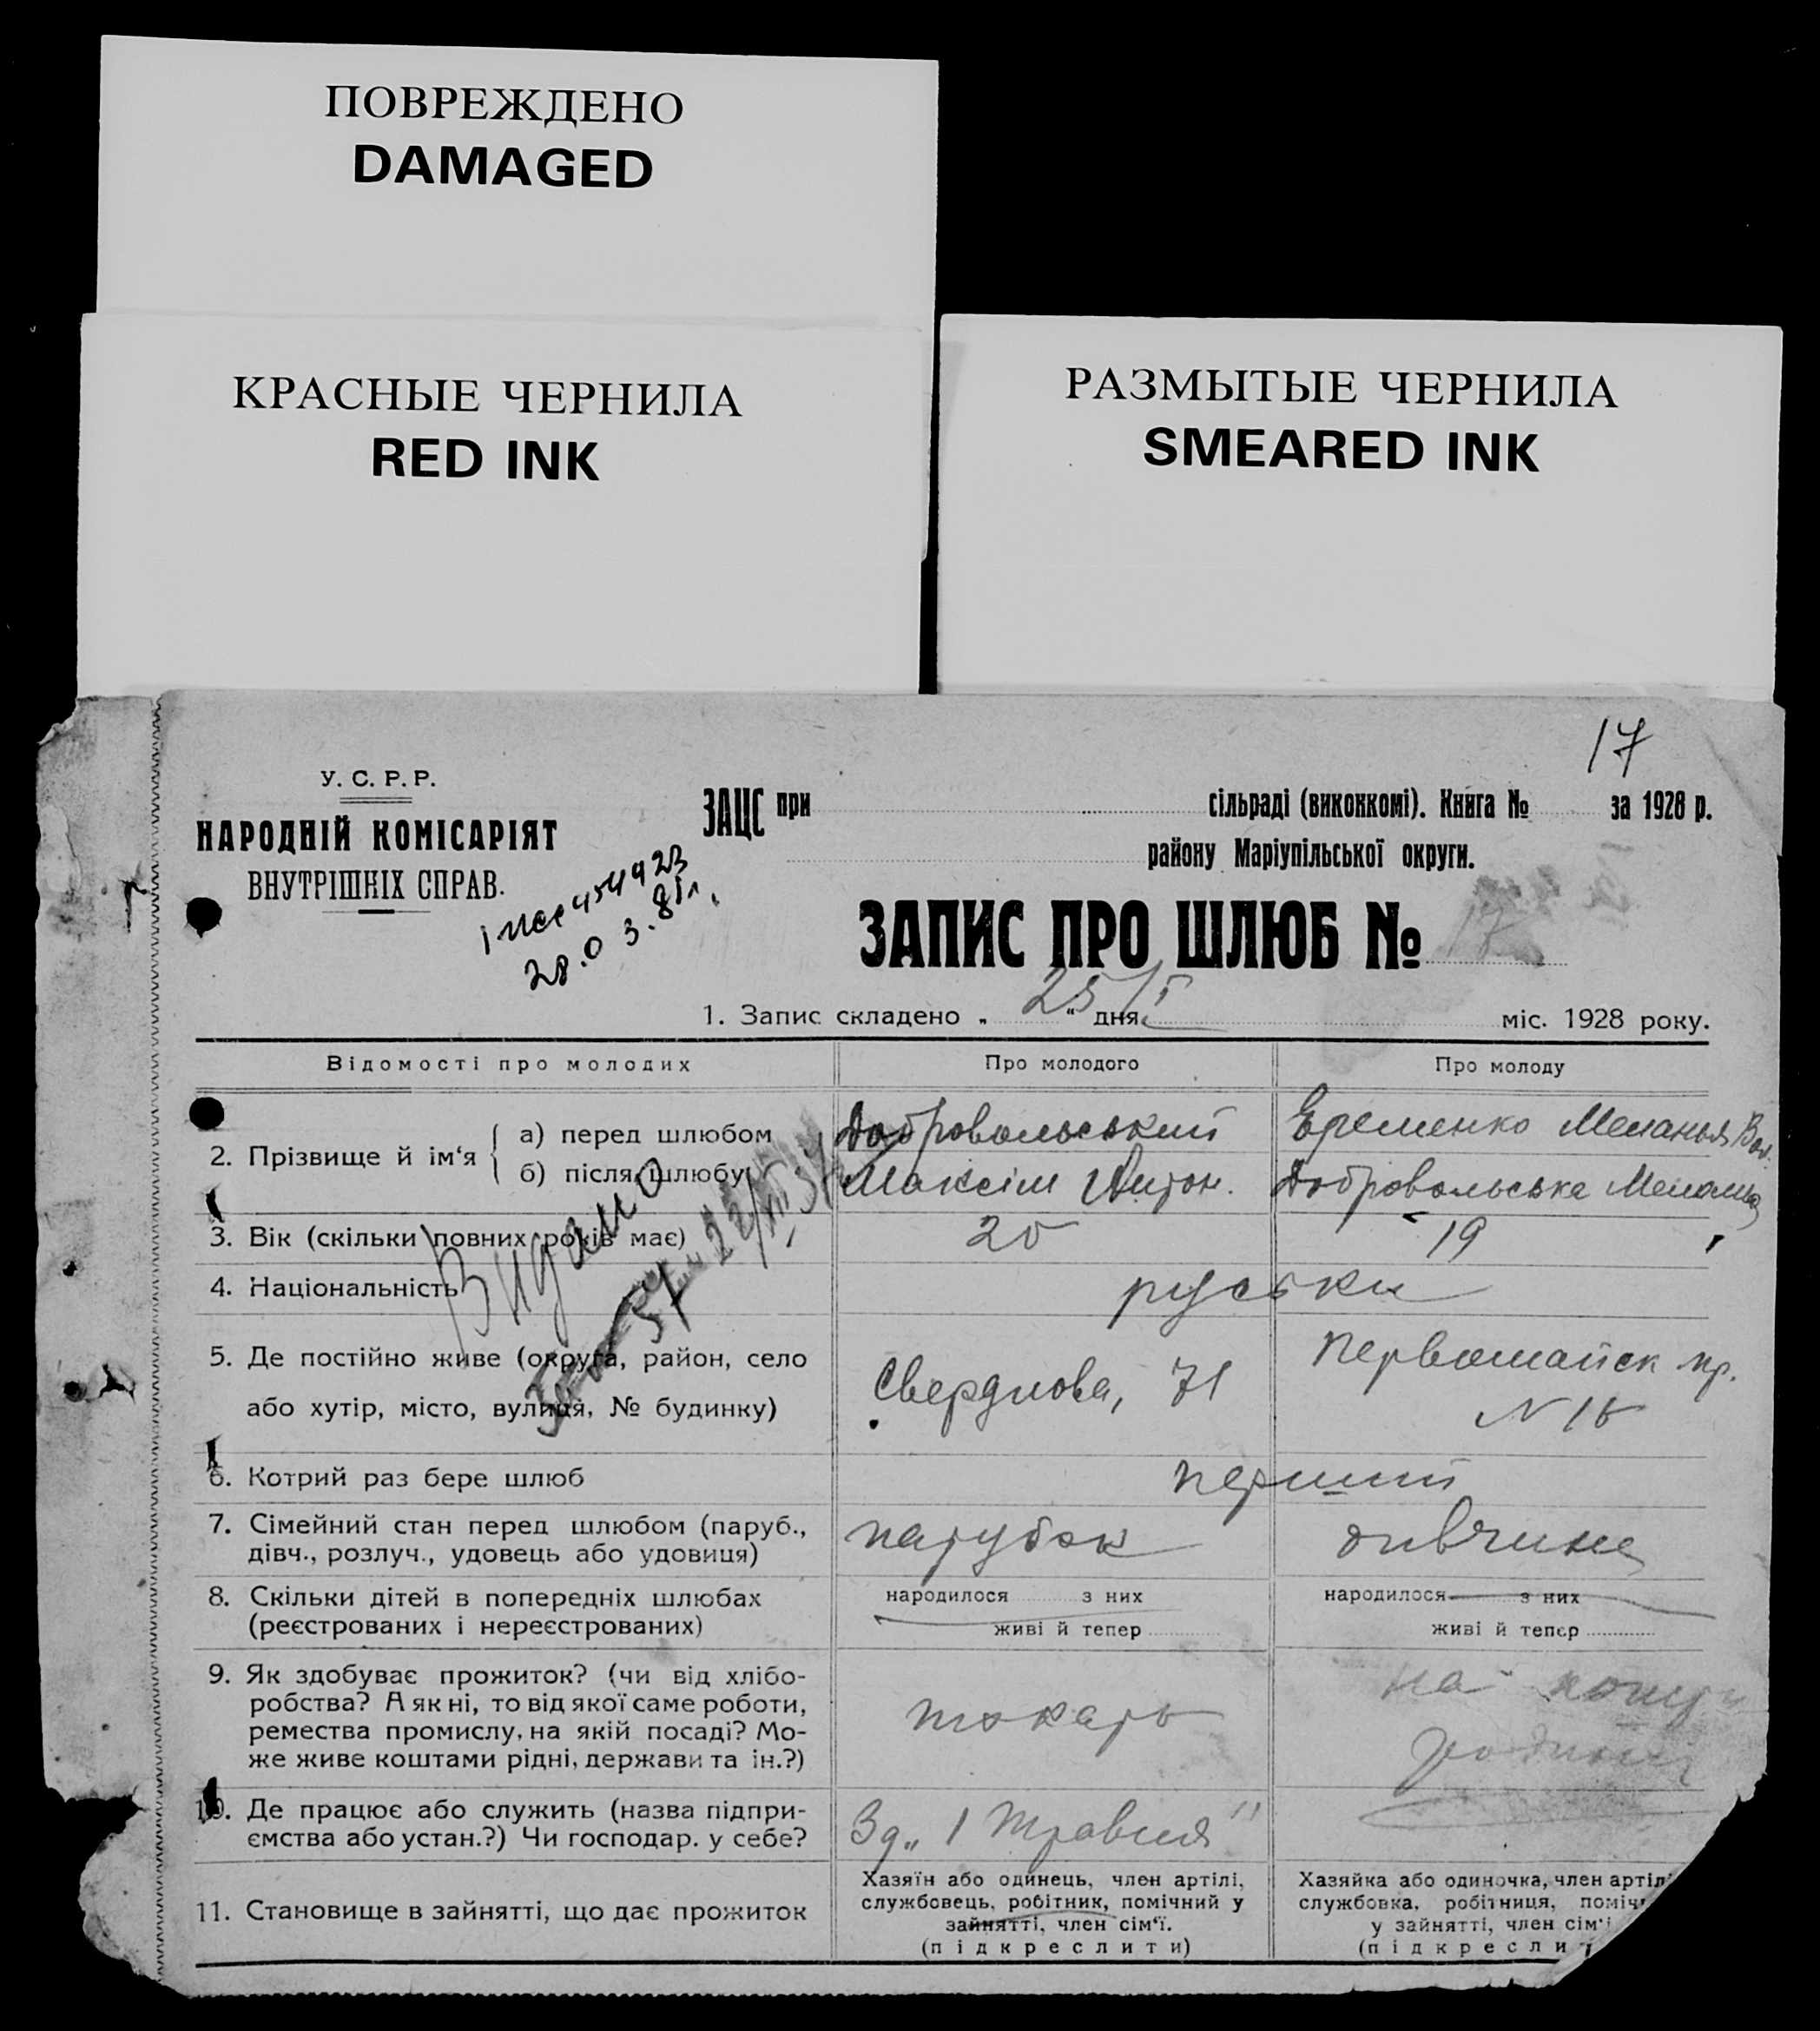 ПОВРЕЖДЕНО
DAMAGED
КРАСНЫЕ ЧЕРНИЛА
RED INK
РАЗМЫТЫЕ ЧЕРНИЛА
SMEARED INK
17
У. С. Р. Р.
НАРОДНІЙ КОМІСАРІЯТ
ВНУТРІШНІХ СПРАВ.
ЗАЦС при сільраді (виконкомі). Книга № за 1928 р.
району Маріупільської округи.
28.03.81
ЗАПИС ПРО ШЛЮБ № 17
1. Запис складено „ 25/I “ дня міс. 1928 року.
Відомості про молодих
Про молодого
Про молоду
2. Прізвище й ім‘я { а) перед шлюбом
б) після шлюбу
Добровольський
Максім Антон.
Еременко Меланья Вас.
Добровольська Мелания
3. Вік (скільки повних років має)
20
19
4. Національність
руськи
Видано
5. Де постійно живе (округа, район, село
або хутір, місто, вулиця, № будинку)
Свердлова, 71
Первомайск пр.
N 16
6. Котрий раз бере шлюб
перший
7. Сімейний стан перед шлюбом (паруб.,
дівч., розлуч., удовець або удовиця)
парубок
дивчина
8. Скільки дітей в попередніх шлюбах
(реєстрованих і нереєстрованих)
народилося з них
живі й тепер
народилося з них
живі й тепер
9. Як здобуває прожиток? (чи від хлібо-
робства? А як ні, то від якої саме роботи,
ремества промислу, на якій посаді? Мо-
же живе коштами рідні, держави та ін.?)
токарь
на
10. Де працює або служить (назва підпри-
ємства або устан.?) Чи господар. у себе?
Зд „ 1 Травня "
11. Становище в зайнятті, що дає прожиток
Хазяїн або одинець, член артілі,
службовець, робітник, помічний у
зайнятті, член сім‘ї.
(підкреслити)
Хазяйка або одиночка, член артіл
службовка, робітниця, поміч
у зайнятті, член сім‘ї
(підкресли